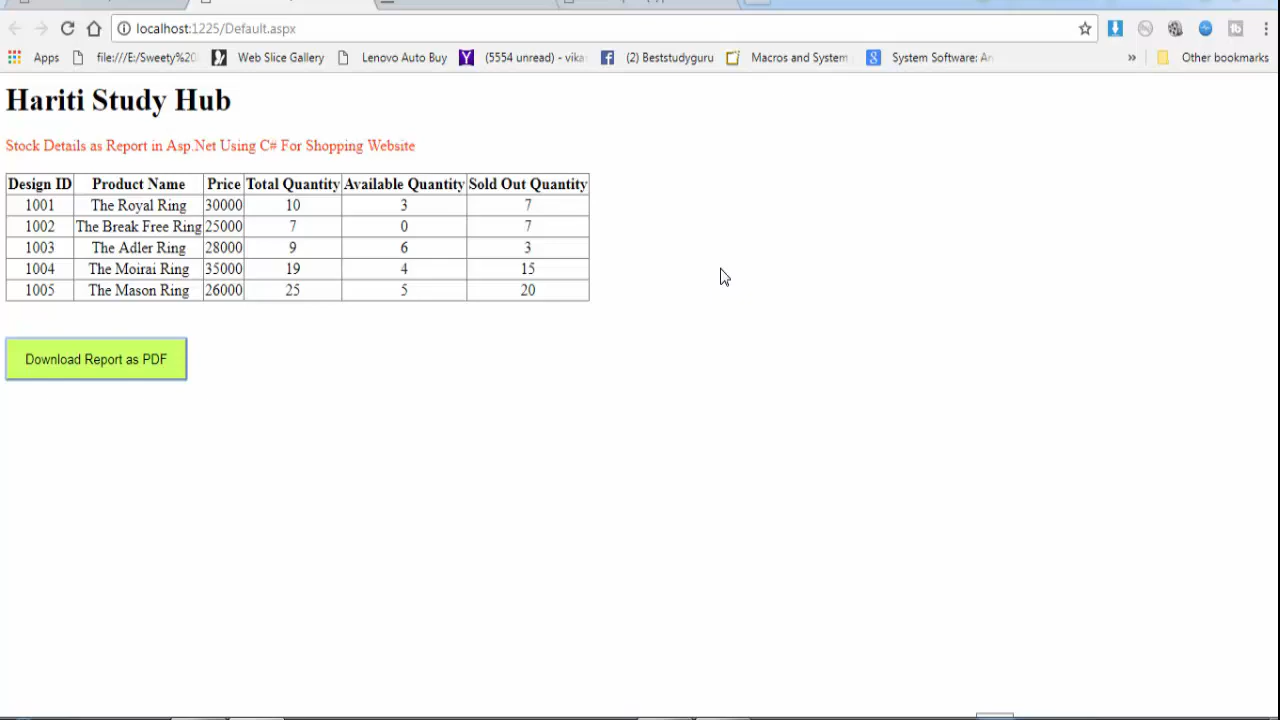 localhost:1225/Default.aspx
Apps file:///E:/Sweety%20 Web Slice Gallery Lenovo Auto Buy (5554 unread) - vika (2) Beststudyguru Macros and System System Software: An » Other bookmarks
Hariti Study Hub
Stock Details as Report in Asp.Net Using C# For Shopping Website
Design ID Product Name Price Total Quantity Available Quantity Sold Out Quantity
1001 The Royal Ring 30000 10 3 7
1002 The Break Free Ring 25000 7 0 7
1003 The Adler Ring 28000 9 6 3
1004 The Moirai Ring 35000 19 4 15
1005 The Mason Ring 26000 25 5 20
Download Report as PDF